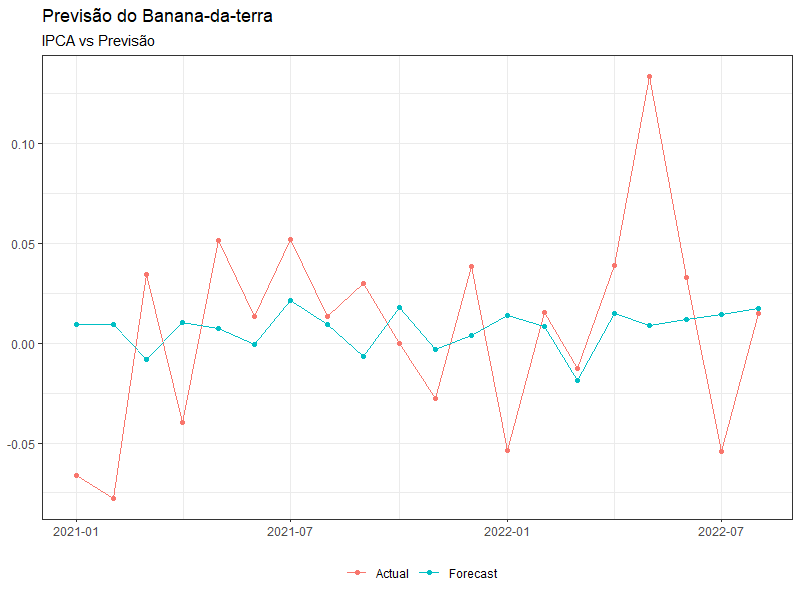 Previsão do Banana-da-terra
IPCA vs Previsão
0.10
0.05
0.00
-0.05
2021-01 2021-07 2022-01 2022-07
Actual Forecast